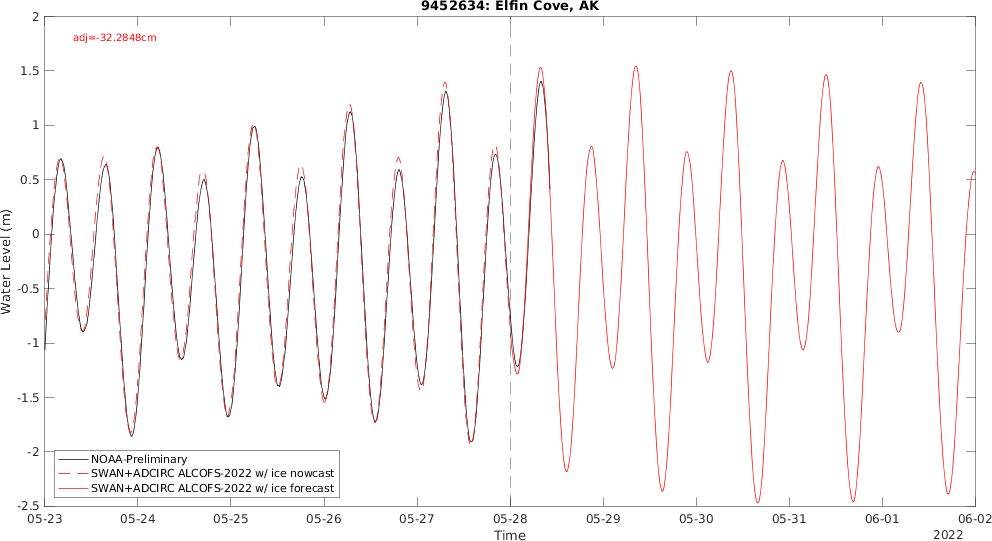 9452634: Elfin Cove, AK
adj=-32.2848cm
2
1.5
1
0.5
0
-0.5
-1
-1.5
-2
-2.5
Water Level (m)
NOAA-Preliminary
SWAN+ADCIRC ALCOFS-2022 w/ ice nowcast
SWAN+ADCIRC ALCOFS-2022 w/ ice forecast
05-23 05-24 05-25 05-26 05-27 05-28 05-29 05-30 05-31 06-01 06-02
Time
2022